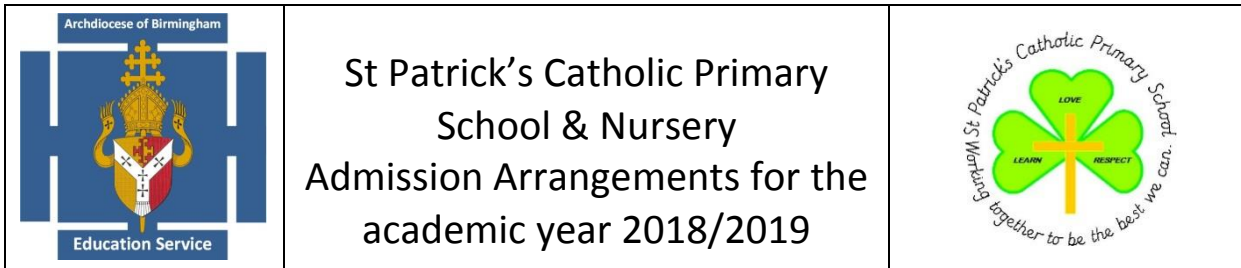 Archdiocese of Birmingham
Education Service
St Patrick’s Catholic Primary
School & Nursery
Admission Arrangements for the
academic year 2018/2019
St Patrick's Catholic Primary School
LOVE
LEARN
RESPECT
Working together to be the best we can.